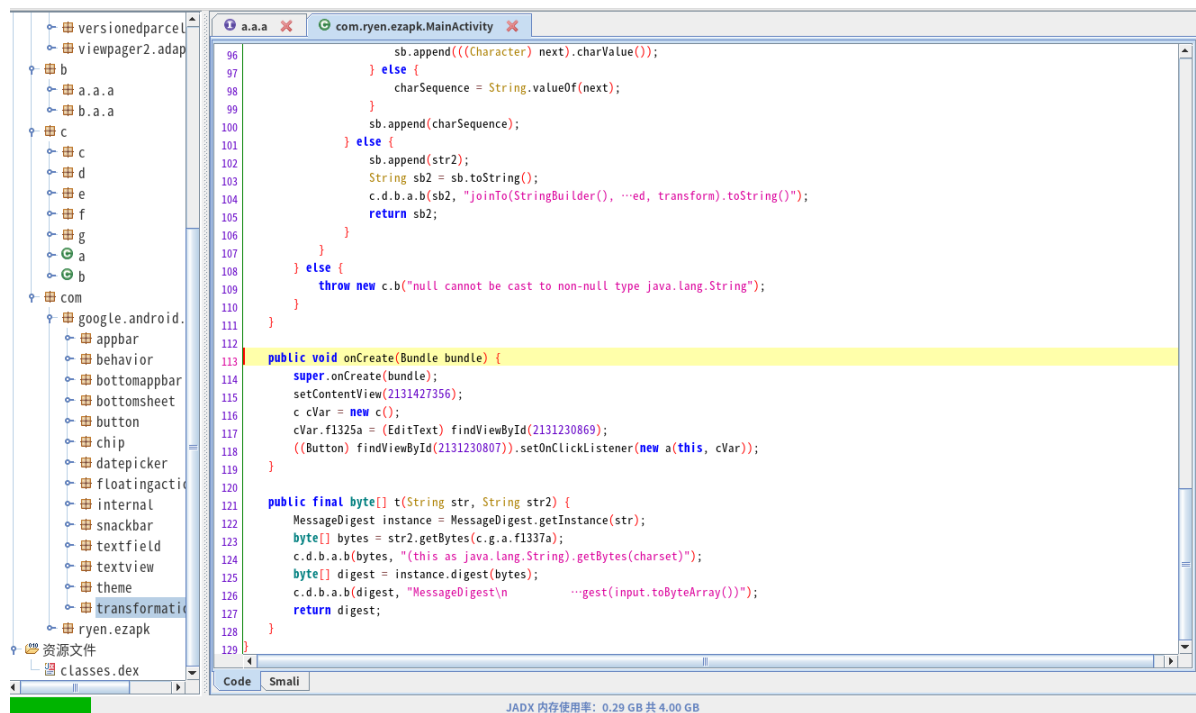 versionedparcel
viewpager2.adap
b
a.a.a
b.a.a
c
c
d
e
f
g
a
b
com
google.android.
appbar
behavior
bottomappbar
bottomsheet
button
chip
datepicker
floatingactio
internal
snackbar
textfield
textview
theme
transformatio
ryen.ezapk
资源文件
classes.dex
a.a.a
com.ryen.ezapk.MainActivity
96 sb.append(((Character) next).charValue());
97 } else {
98 charSequence = String.valueOf(next);
99 }
100 sb.append(charSequence);
101 } else {
102 sb.append(str2);
103 String sb2 = sb.toString();
104 c.d.b.a.b(sb2, "joinTo(StringBuilder(), …ed, transform).toString()");
105 return sb2;
106 }
107 }
108 } else {
109 throw new c.b("null cannot be cast to non-null type java.lang.String");
110 }
111 }
112
113 public void onCreate(Bundle bundle) {
114 super.onCreate(bundle);
115 setContentView(2131427356);
116 c cVar = new c();
117 cVar.f1325a = (EditText) findViewById(2131230869);
118 ((Button) findViewById(2131230807)).setOnClickListener(new a(this, cVar));
119 }
120
121 public final byte[] t(String str, String str2) {
122 MessageDigest instance = MessageDigest.getInstance(str);
123 byte[] bytes = str2.getBytes(c.g.a.f1337a);
124 c.d.b.a.b(bytes, "(this as java.lang.String).getBytes(charset)");
125 byte[] digest = instance.digest(bytes);
126 c.d.b.a.b(digest, "MessageDigest\n …gest(input.toByteArray())");
127 return digest;
128 }
129 }
Code Smali
JADX 内存使用率：0.29 GB 共 4.00 GB